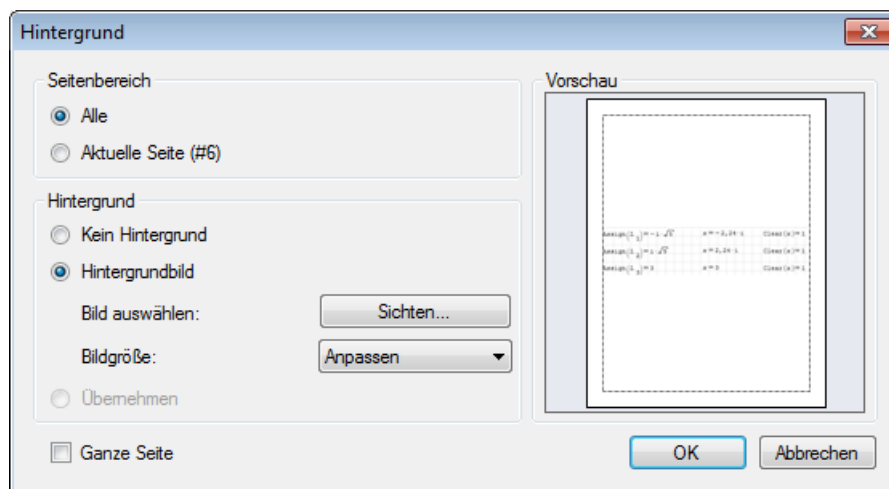 Hintergrund
Seitenbereich
Alle
Aktuelle Seite (#6)
Hintergrund
Kein Hintergrund
Hintergrundbild
Bild auswählen:
Sichten...
Bildgröße:
Anpassen
Übernehmen
Ganze Seite
Vorschau
OK
Abbrechen